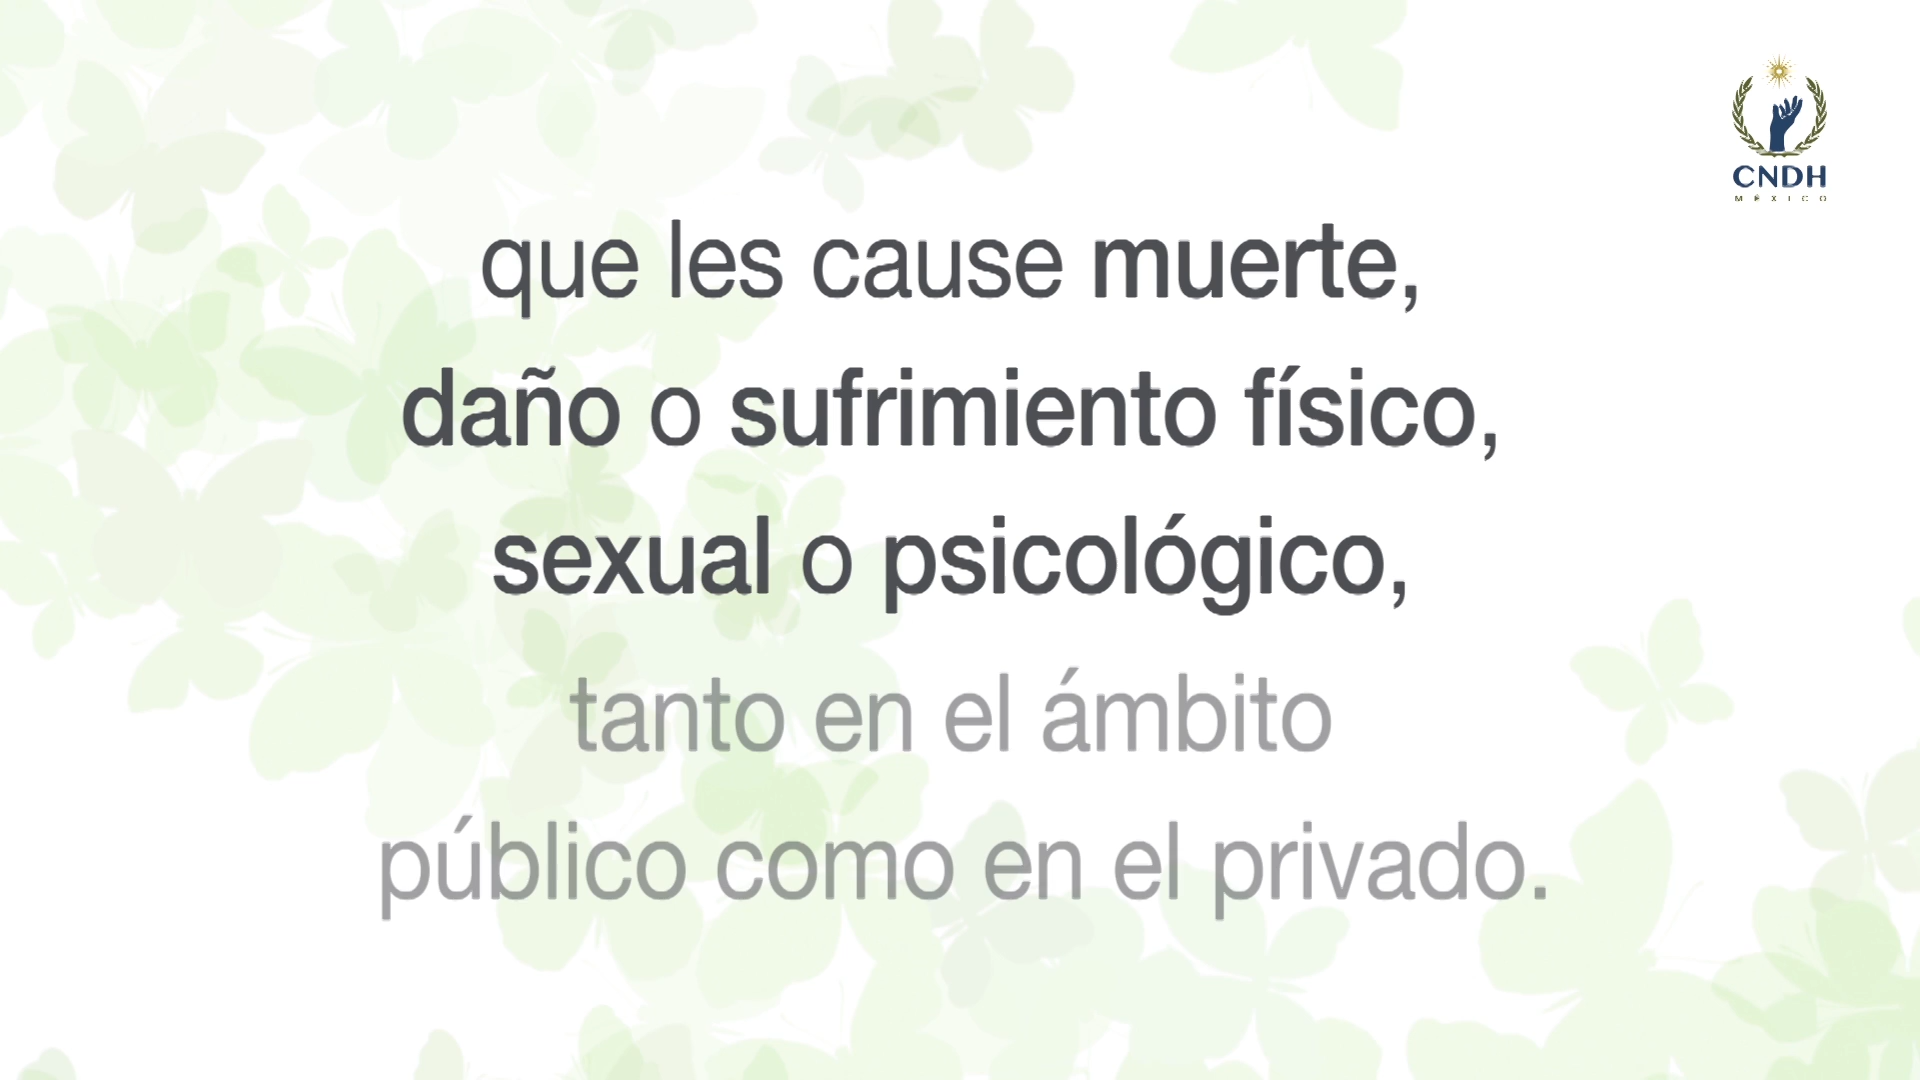 CNDH
MÉXICO
que les cause muerte,
daño o sufrimiento físico,
sexual o psicológico,
tanto en el ámbito
público como en el privado.